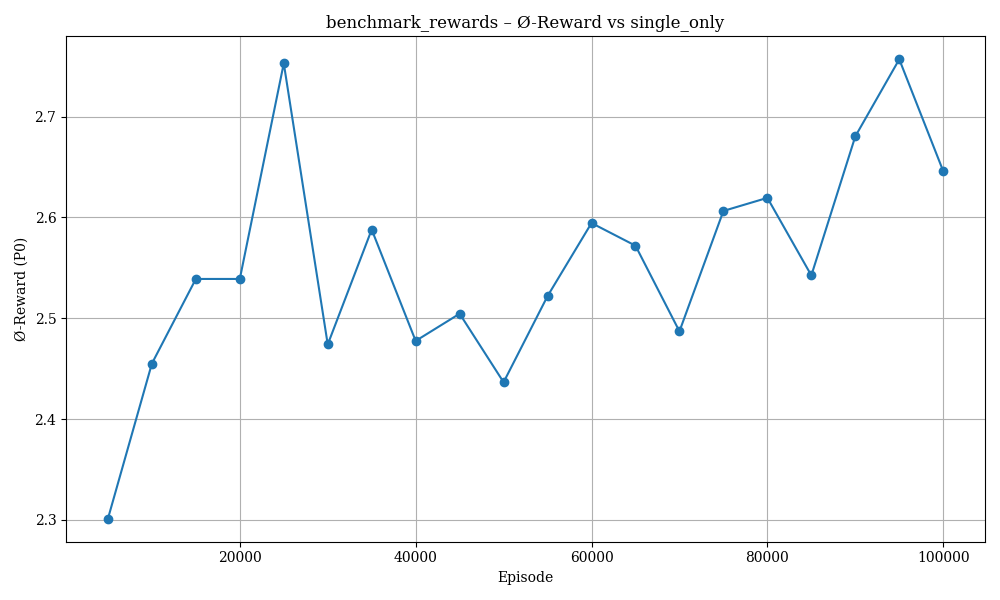 benchmark_rewards – Ø-Reward vs single_only
Ø-Reward (P0)
2.7
2.6
2.5
2.4
2.3
20000 40000 60000 80000 100000
Episode